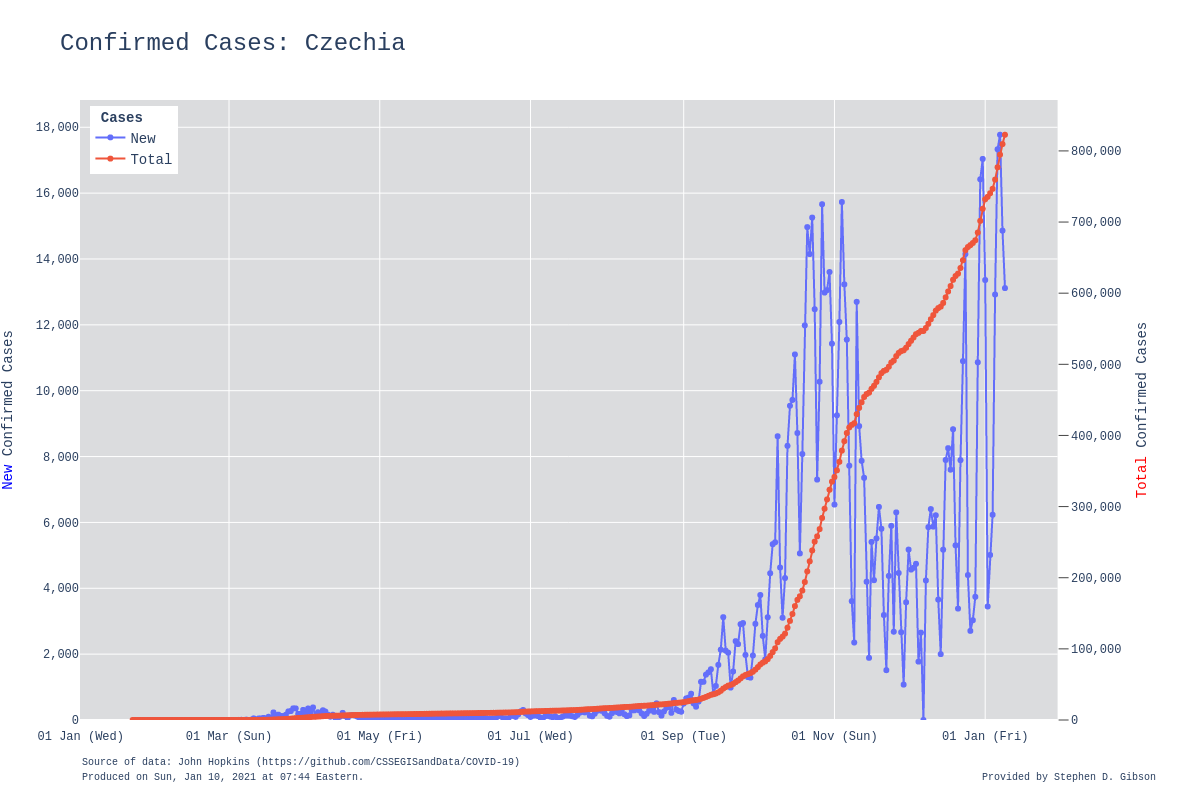 Confirmed Cases: Czechia
Cases
New
Total
18,000
16,000
14,000
12,000
10,000
8,000
6,000
4,000
2,000
0
New Confirmed Cases
800,000
700,000
600,000
500,000
400,000
300,000
200,000
100,000
0
Total Confirmed Cases
01 Jan (Wed) 01 Mar (Sun) 01 May (Fri) 01 Jul (Wed) 01 Sep (Tue) 01 Nov (Sun) 01 Jan (Fri)
Source of data: John Hopkins (https://github.com/CSSEGISandData/COVID-19)
Produced on Sun, Jan 10, 2021 at 07:44 Eastern.
Provided by Stephen D. Gibson